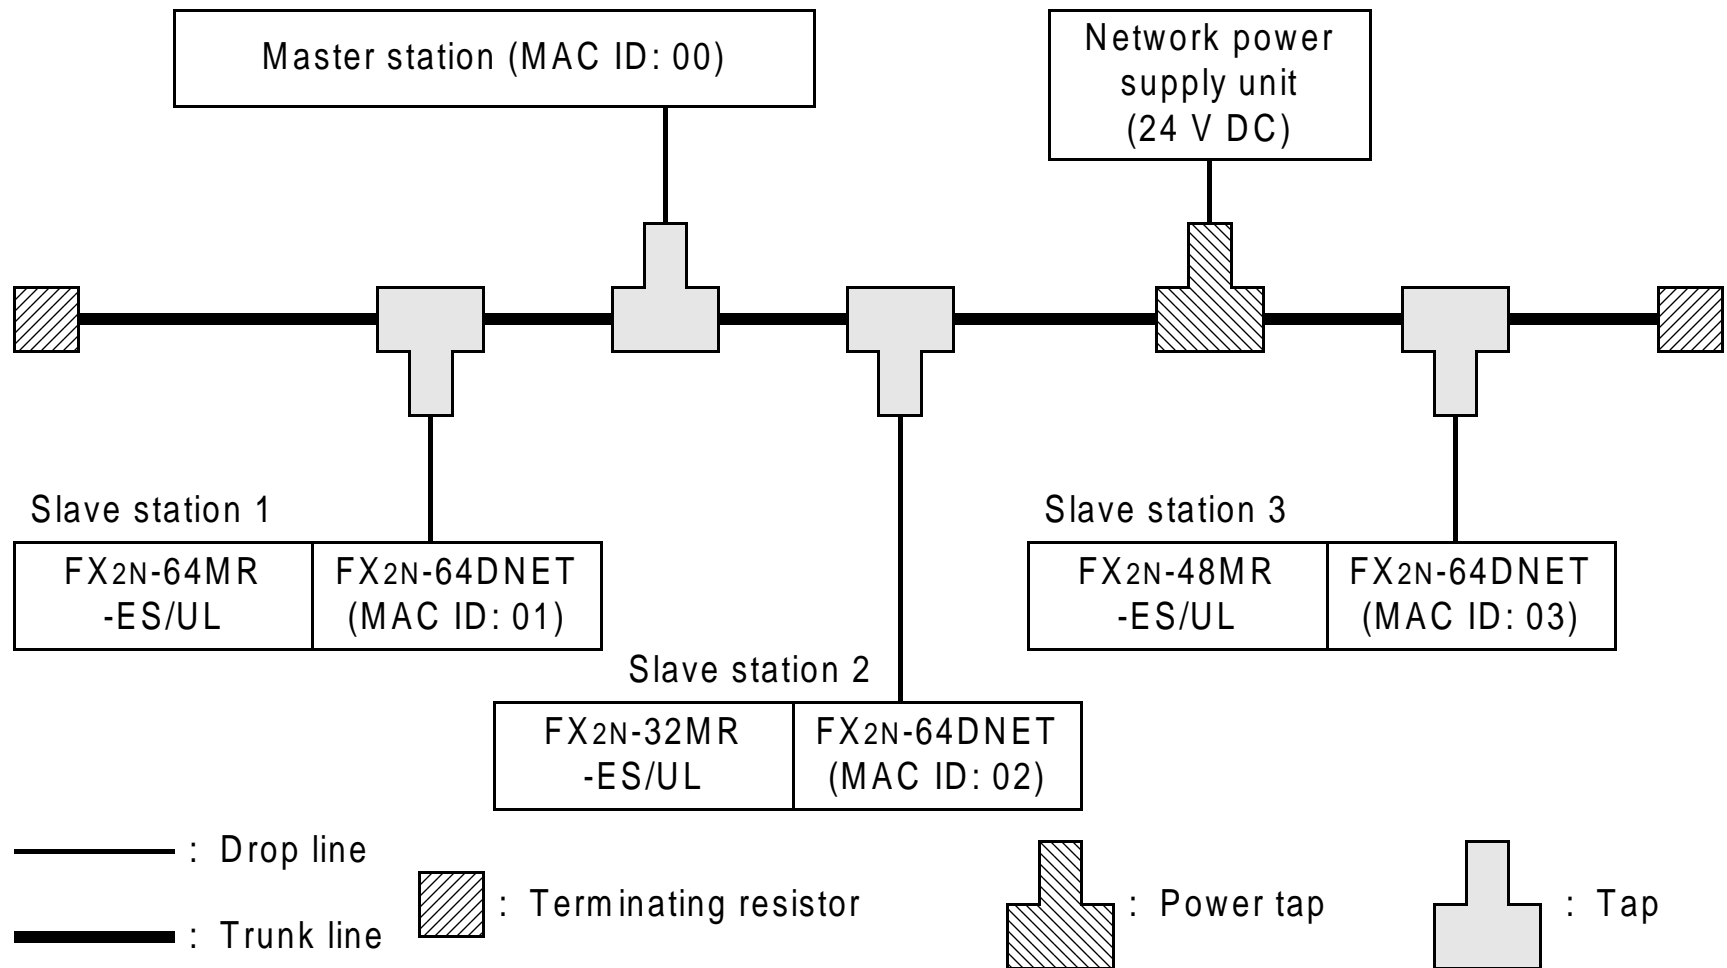 Master station (MAC ID: 00)
Network power
supply unit
(24 V DC)
Slave station 1
FX2N-64MR
-ES/UL
FX2N-64DNET
(MAC ID: 01)
Slave station 2
FX2N-32MR
-ES/UL
FX2N-64DNET
(MAC ID: 02)
Slave station 3
FX2N-48MR
-ES/UL
FX2N-64DNET
(MAC ID: 03)
: Drop line
: Trunk line
: Terminating resistor
: Power tap
: Tap